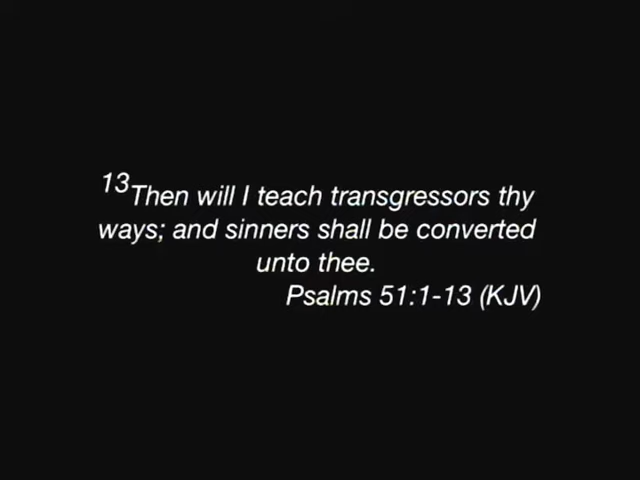 13Then will I teach transgressors thy
ways; and sinners shall be converted
unto thee.
Psalms 51:1-13 (KJV)